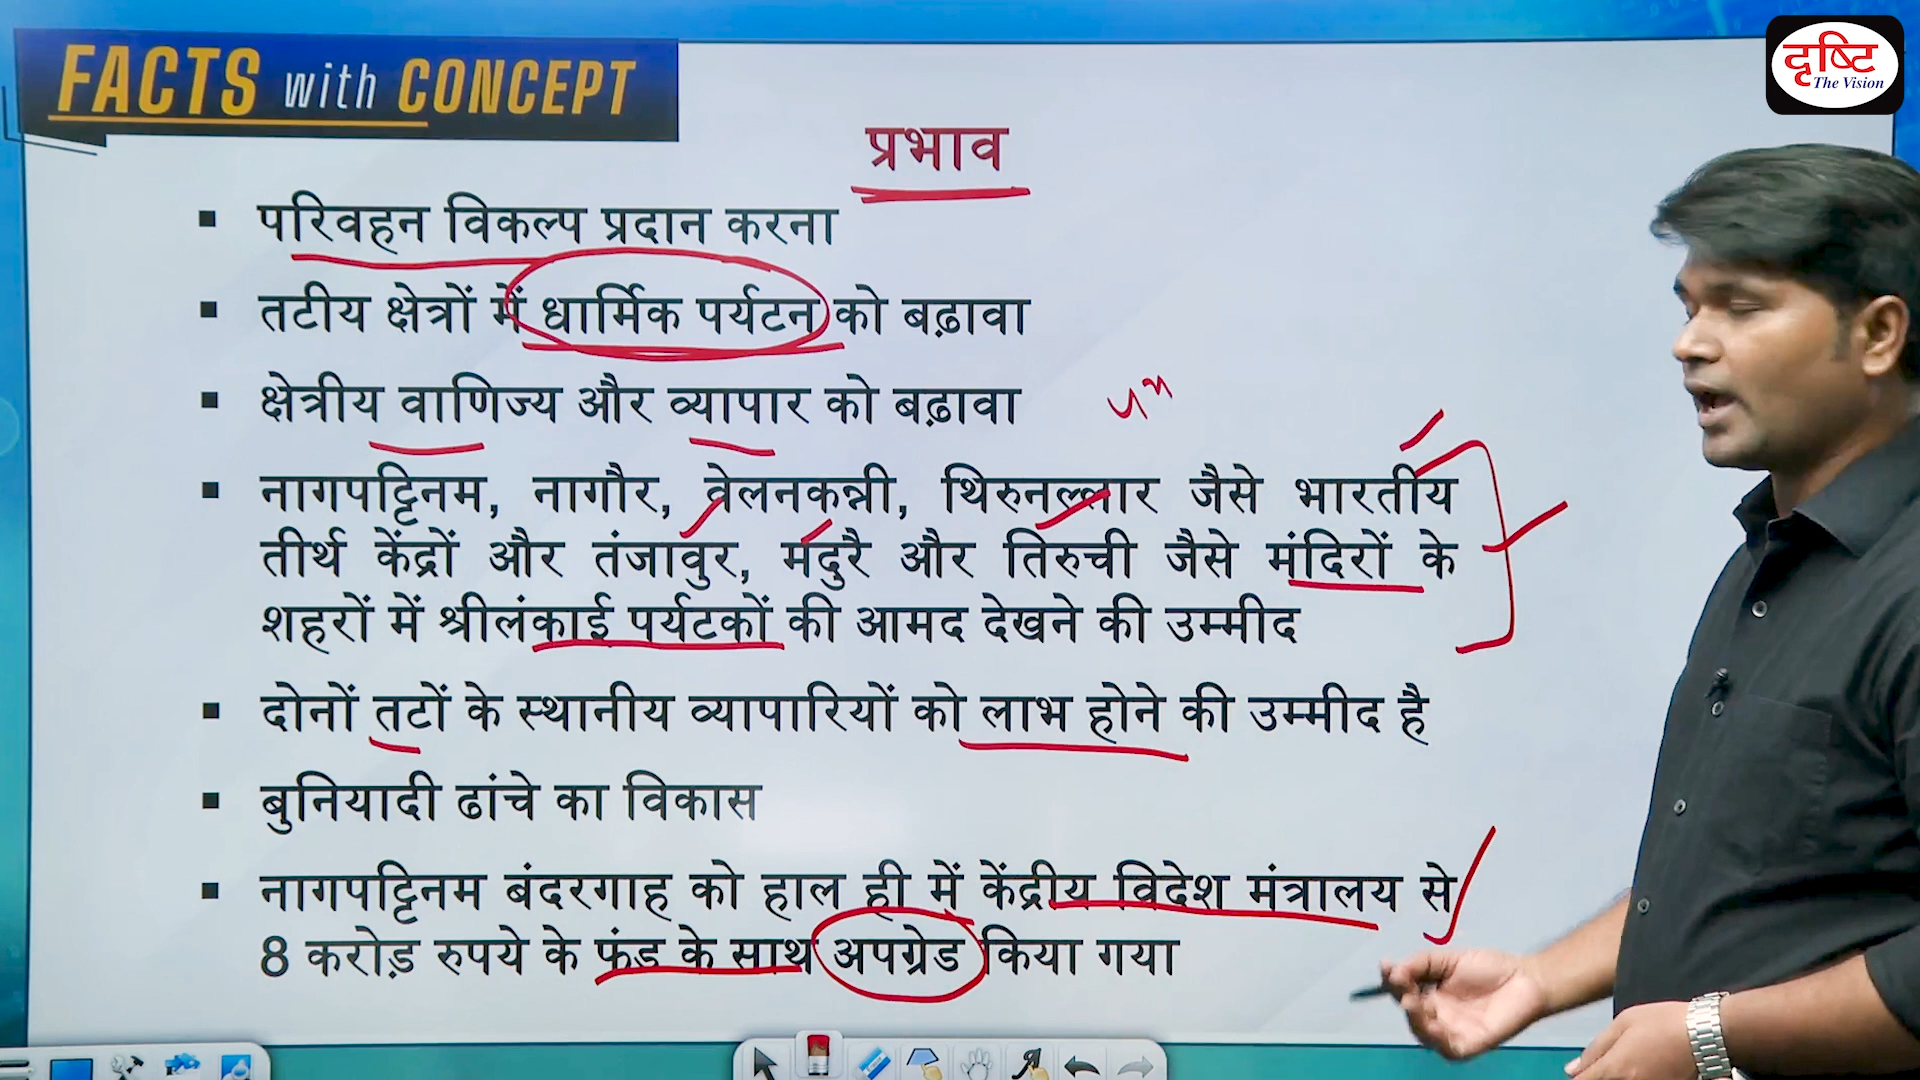 FACTS with CONCEPT
दृष्टि
The Vision
प्रभाव
▪ परिवहन विकल्प प्रदान करना
▪ तटीय क्षेत्रों में धार्मिक पर्यटन को बढ़ावा
▪ क्षेत्रीय वाणिज्य और व्यापार को बढ़ावा
▪ नागपट्टिनम, नागौर, वेलनकन्नी, थिरुनल्लार जैसे भारतीय
तीर्थ केंद्रों और तंजावुर, मदुरै और तिरुची जैसे मंदिरों के
शहरों में श्रीलंकाई पर्यटकों की आमद देखने की उम्मीद
▪ दोनों तटों के स्थानीय व्यापारियों को लाभ होने की उम्मीद है
▪ बुनियादी ढांचे का विकास
▪ नागपट्टिनम बंदरगाह को हाल ही में केंद्रीय विदेश मंत्रालय से
8 करोड़ रुपये के फंड के साथ अपग्रेड किया गया